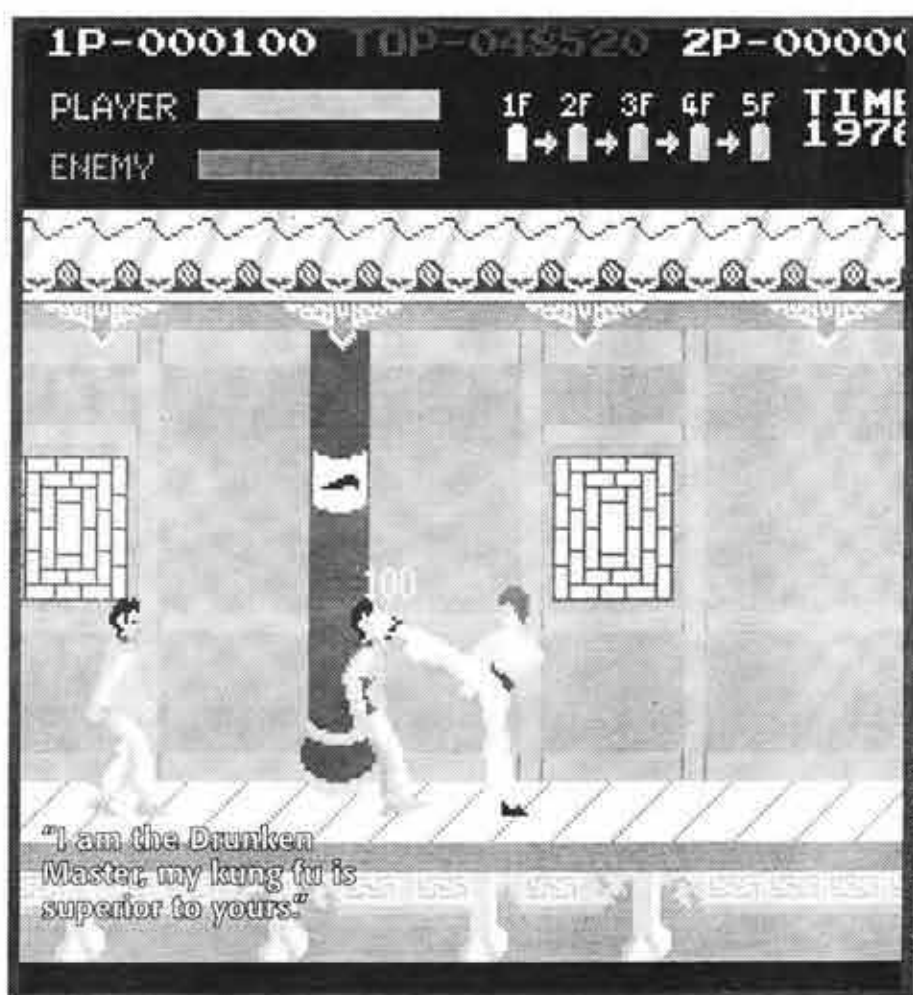 1P-000100 TOP-048520 2P-00000
PLAYER
1F 2F 3F 4F 5F TIME
1976
ENEMY
100
"I am the Drunken
Master, my kung fu is
superior to yours."